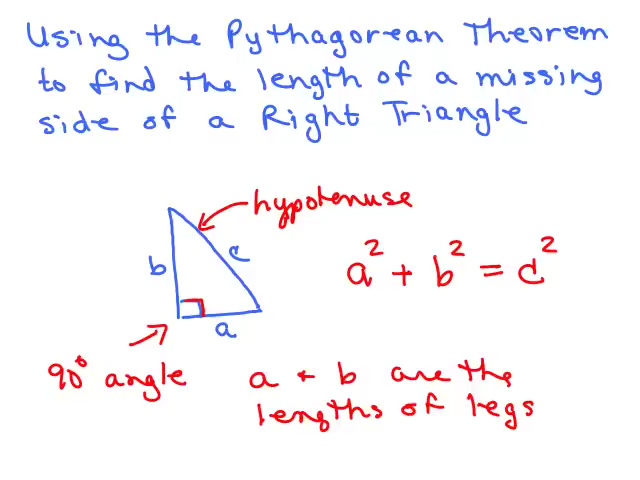 Using the Pythagorean Theorem
to find the length of a missing
side of a Right Triangle
hypotenuse
b
c
a
a² + b² = c²
90° angle
a + b are the
lengths of legs